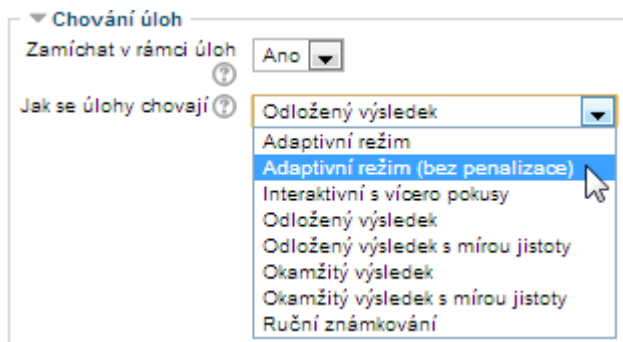 Chování úloh
Zamíchat v rámci úloh Ano
Jak se úlohy chovají Odložený výsledek
Adaptivní režim
Adaptivní režim (bez penalizace)
Interaktivní s vícero pokusy
Odložený výsledek
Odložený výsledek s mírou jistoty
Okamžitý výsledek
Okamžitý výsledek s mírou jistoty
Ruční známkování